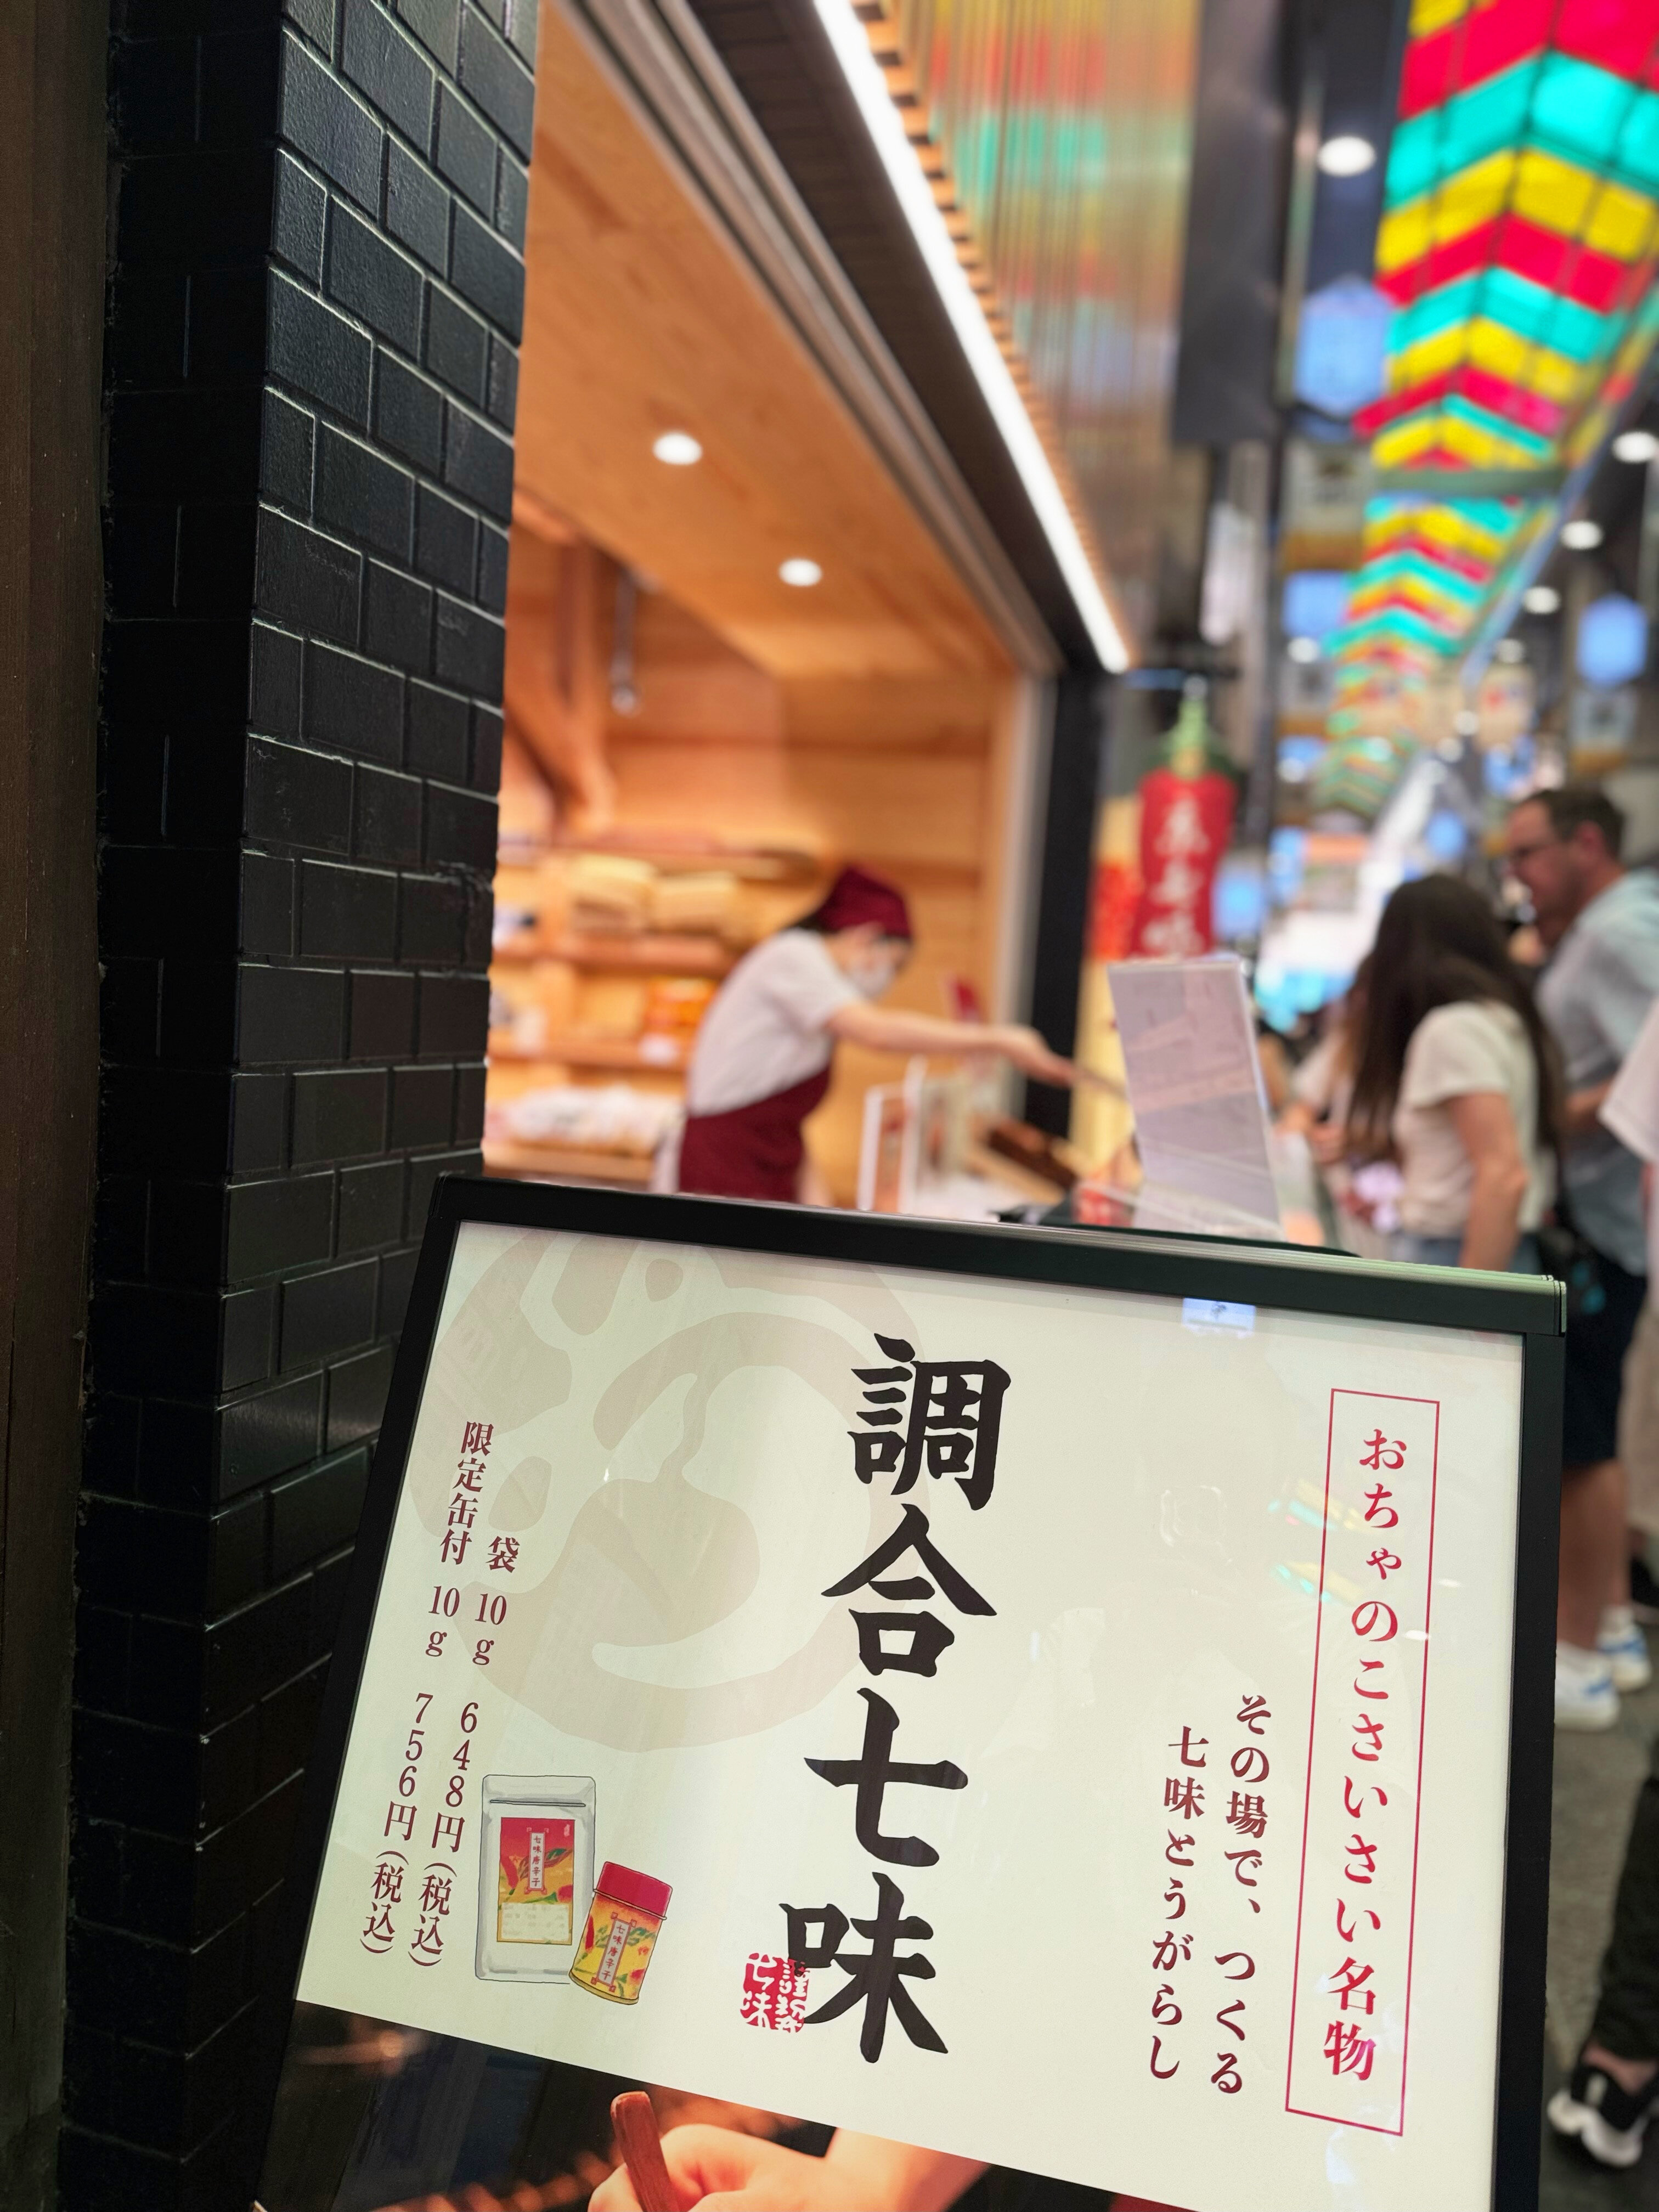 おちゃのこさいさい名物
その場で、つくる
七味とうがらし
調合七味
袋 10g 648円(税込)
限定缶付 10g 756円(税込)
七味唐辛子
七味唐辛子